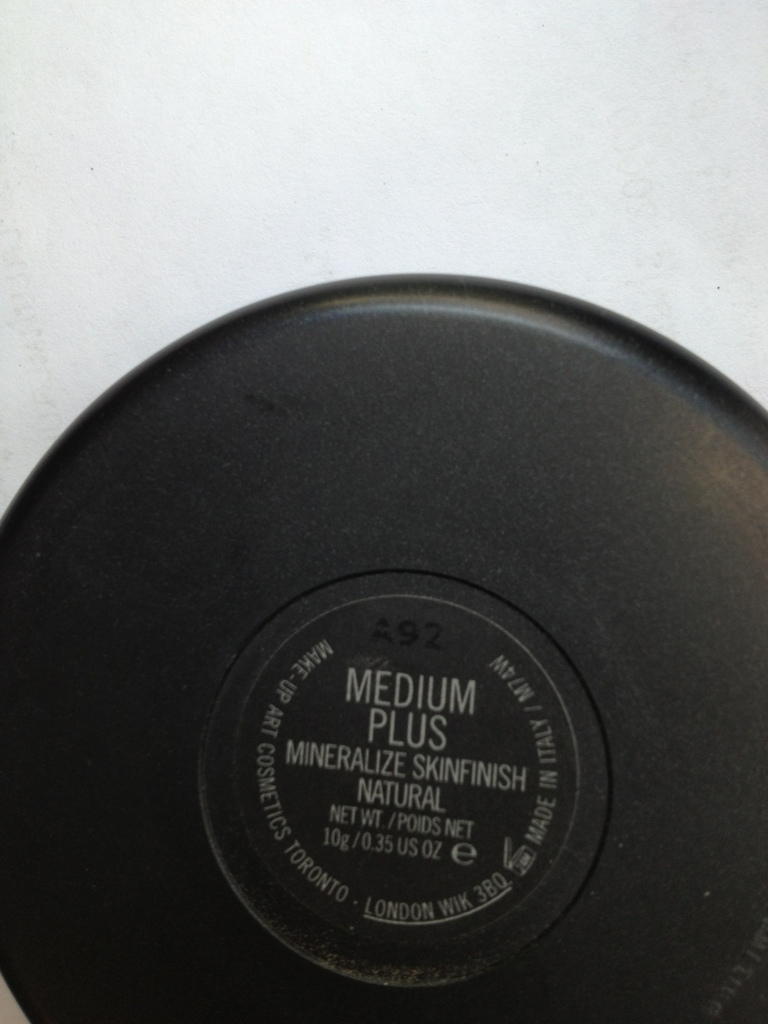 A92
MEDIUM
PLUS
MINERALIZE SKINFINISH
NATURAL
NET WT. / POIDS NET
10g / 0.35 US OZ e
MAKE-UP ART COSMETICS TORONTO · LONDON W1K 3BQ
MADE IN ITALY / M74W